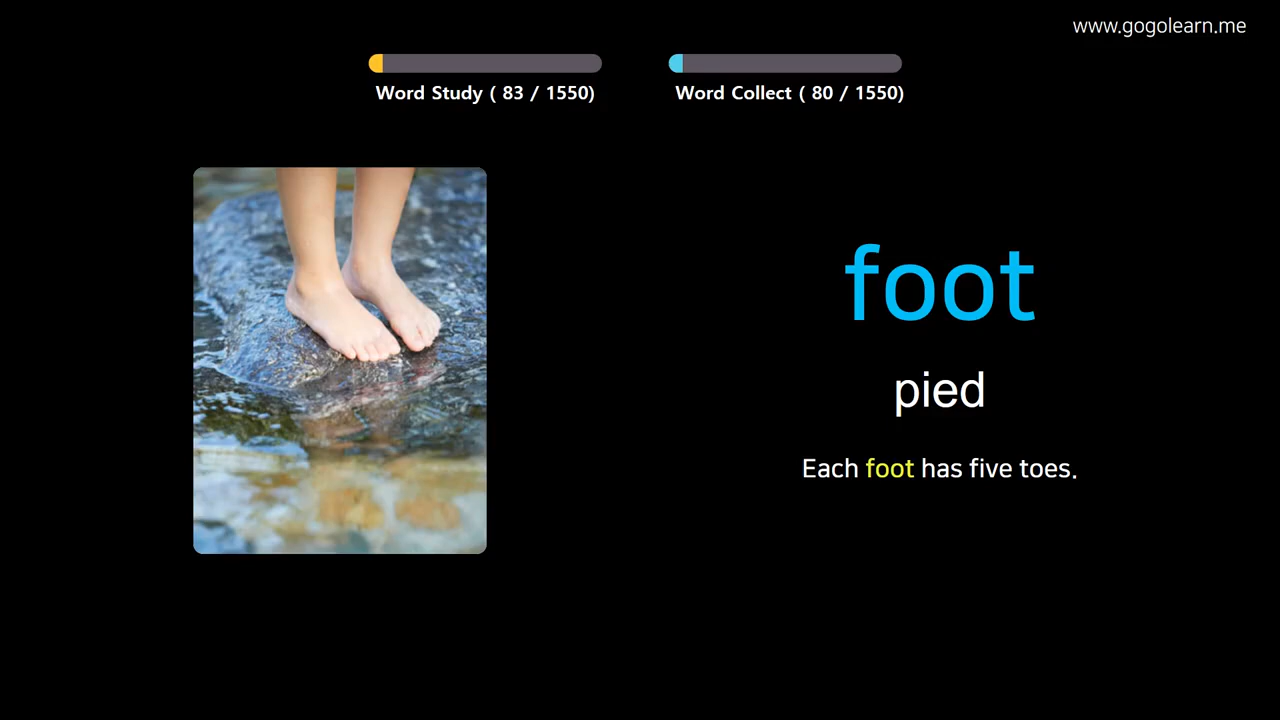 www.gogolearn.me
Word Study ( 83 / 1550)
Word Collect ( 80 / 1550)
foot
pied
Each foot has five toes.